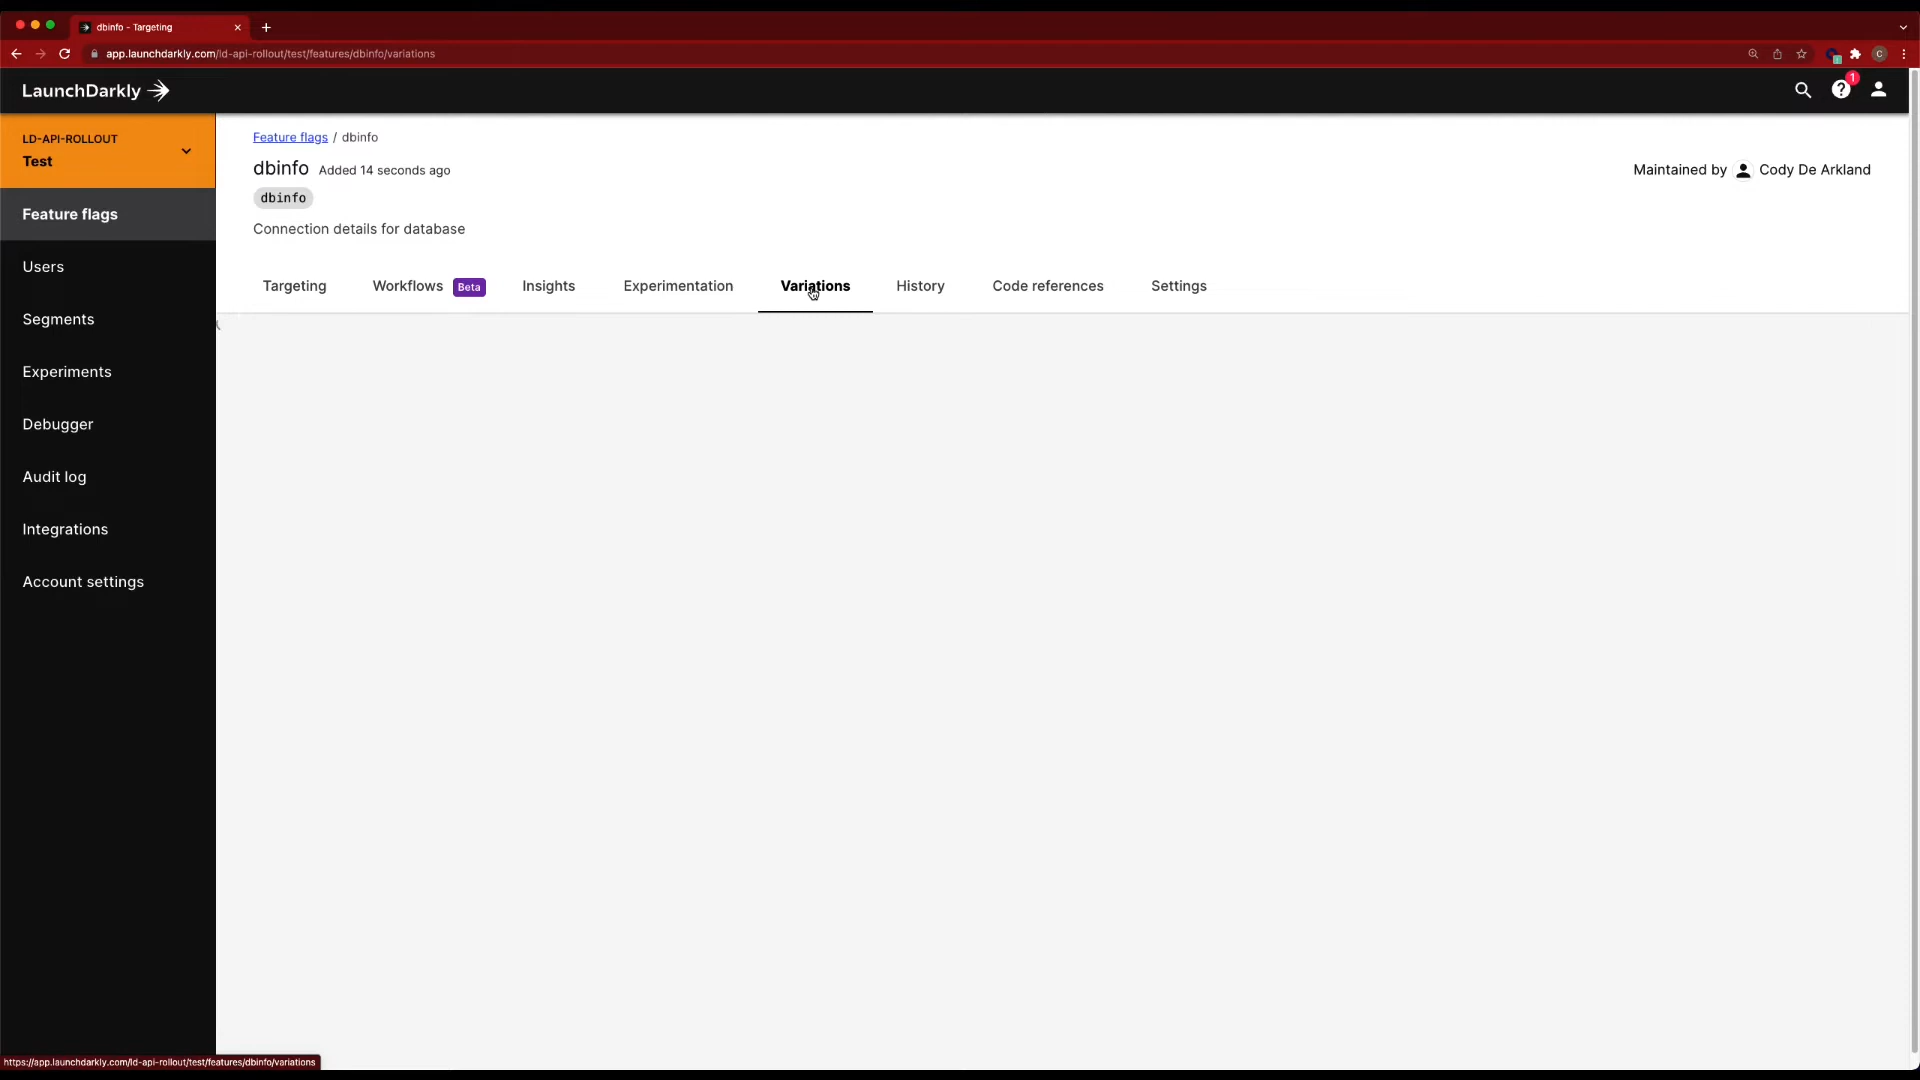 dbinfo - Targeting
app.launchdarkly.com/ld-api-rollout/test/features/dbinfo/variations
C
LaunchDarkly
1
LD-API-ROLLOUT
Test
Feature flags
Users
Segments
Experiments
Debugger
Audit log
Integrations
Account settings
Feature flags / dbinfo
dbinfo Added 14 seconds ago
Maintained by Cody De Arkland
dbinfo
Connection details for database
Targeting Workflows Beta Insights Experimentation Variations History Code references Settings
https://app.launchdarkly.com/ld-api-rollout/test/features/dbinfo/variations